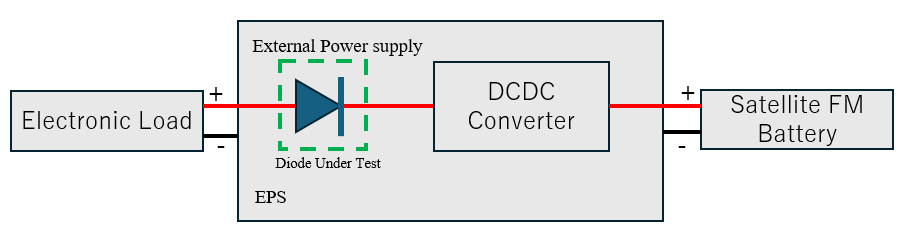 External Power supply
+
Electronic Load
-
Diode Under Test
DCDC
Converter
EPS
+
Satellite FM
Battery
-